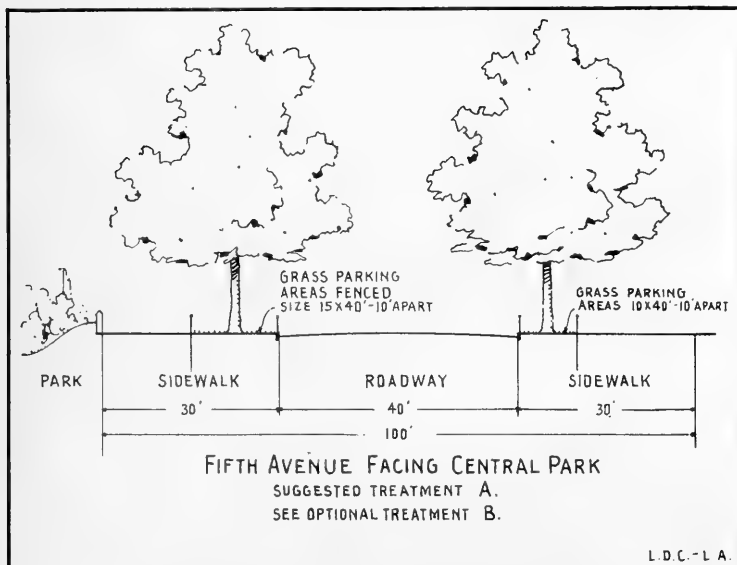 GRASS PARKING
AREAS FENCED
SIZE 15X40'-10'APART
GRASS PARKING
AREAS 10X40'-10'APART
PARK
SIDEWALK
ROADWAY
SIDEWALK
30'
40'
30'
100'
FIFTH AVENUE FACING CENTRAL PARK
SUGGESTED TREATMENT A.
SEE OPTIONAL TREATMENT B.
L.D.C.-L A.